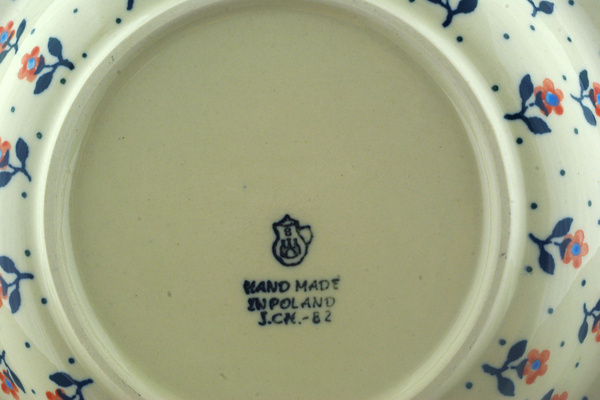 B
HAND MADE
IN POLAND
J.CH.-82